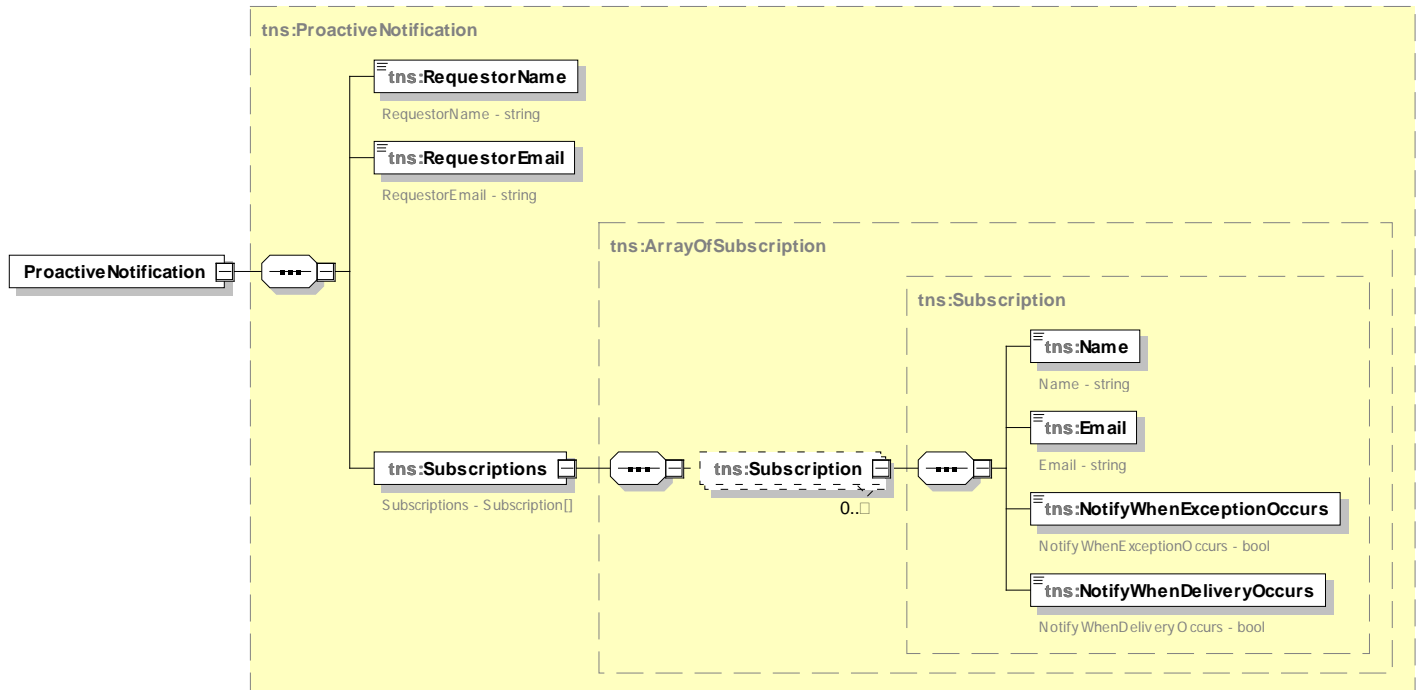 tns:ProactiveNotification
tns:RequestorName
RequestorName - string
tns:RequestorEmail
RequestorEmail - string
ProactiveNotification
tns:ArrayOfSubscription
tns:Subscription
tns:Name
Name - string
tns:Email
Email - string
tns:Subscriptions
Subscriptions - Subscription[]
tns:Subscription
0..□
tns:NotifyWhenExceptionOccurs
NotifyWhenExceptionOccurs - bool
tns:NotifyWhenDeliveryOccurs
NotifyWhenDeliveryOccurs - bool